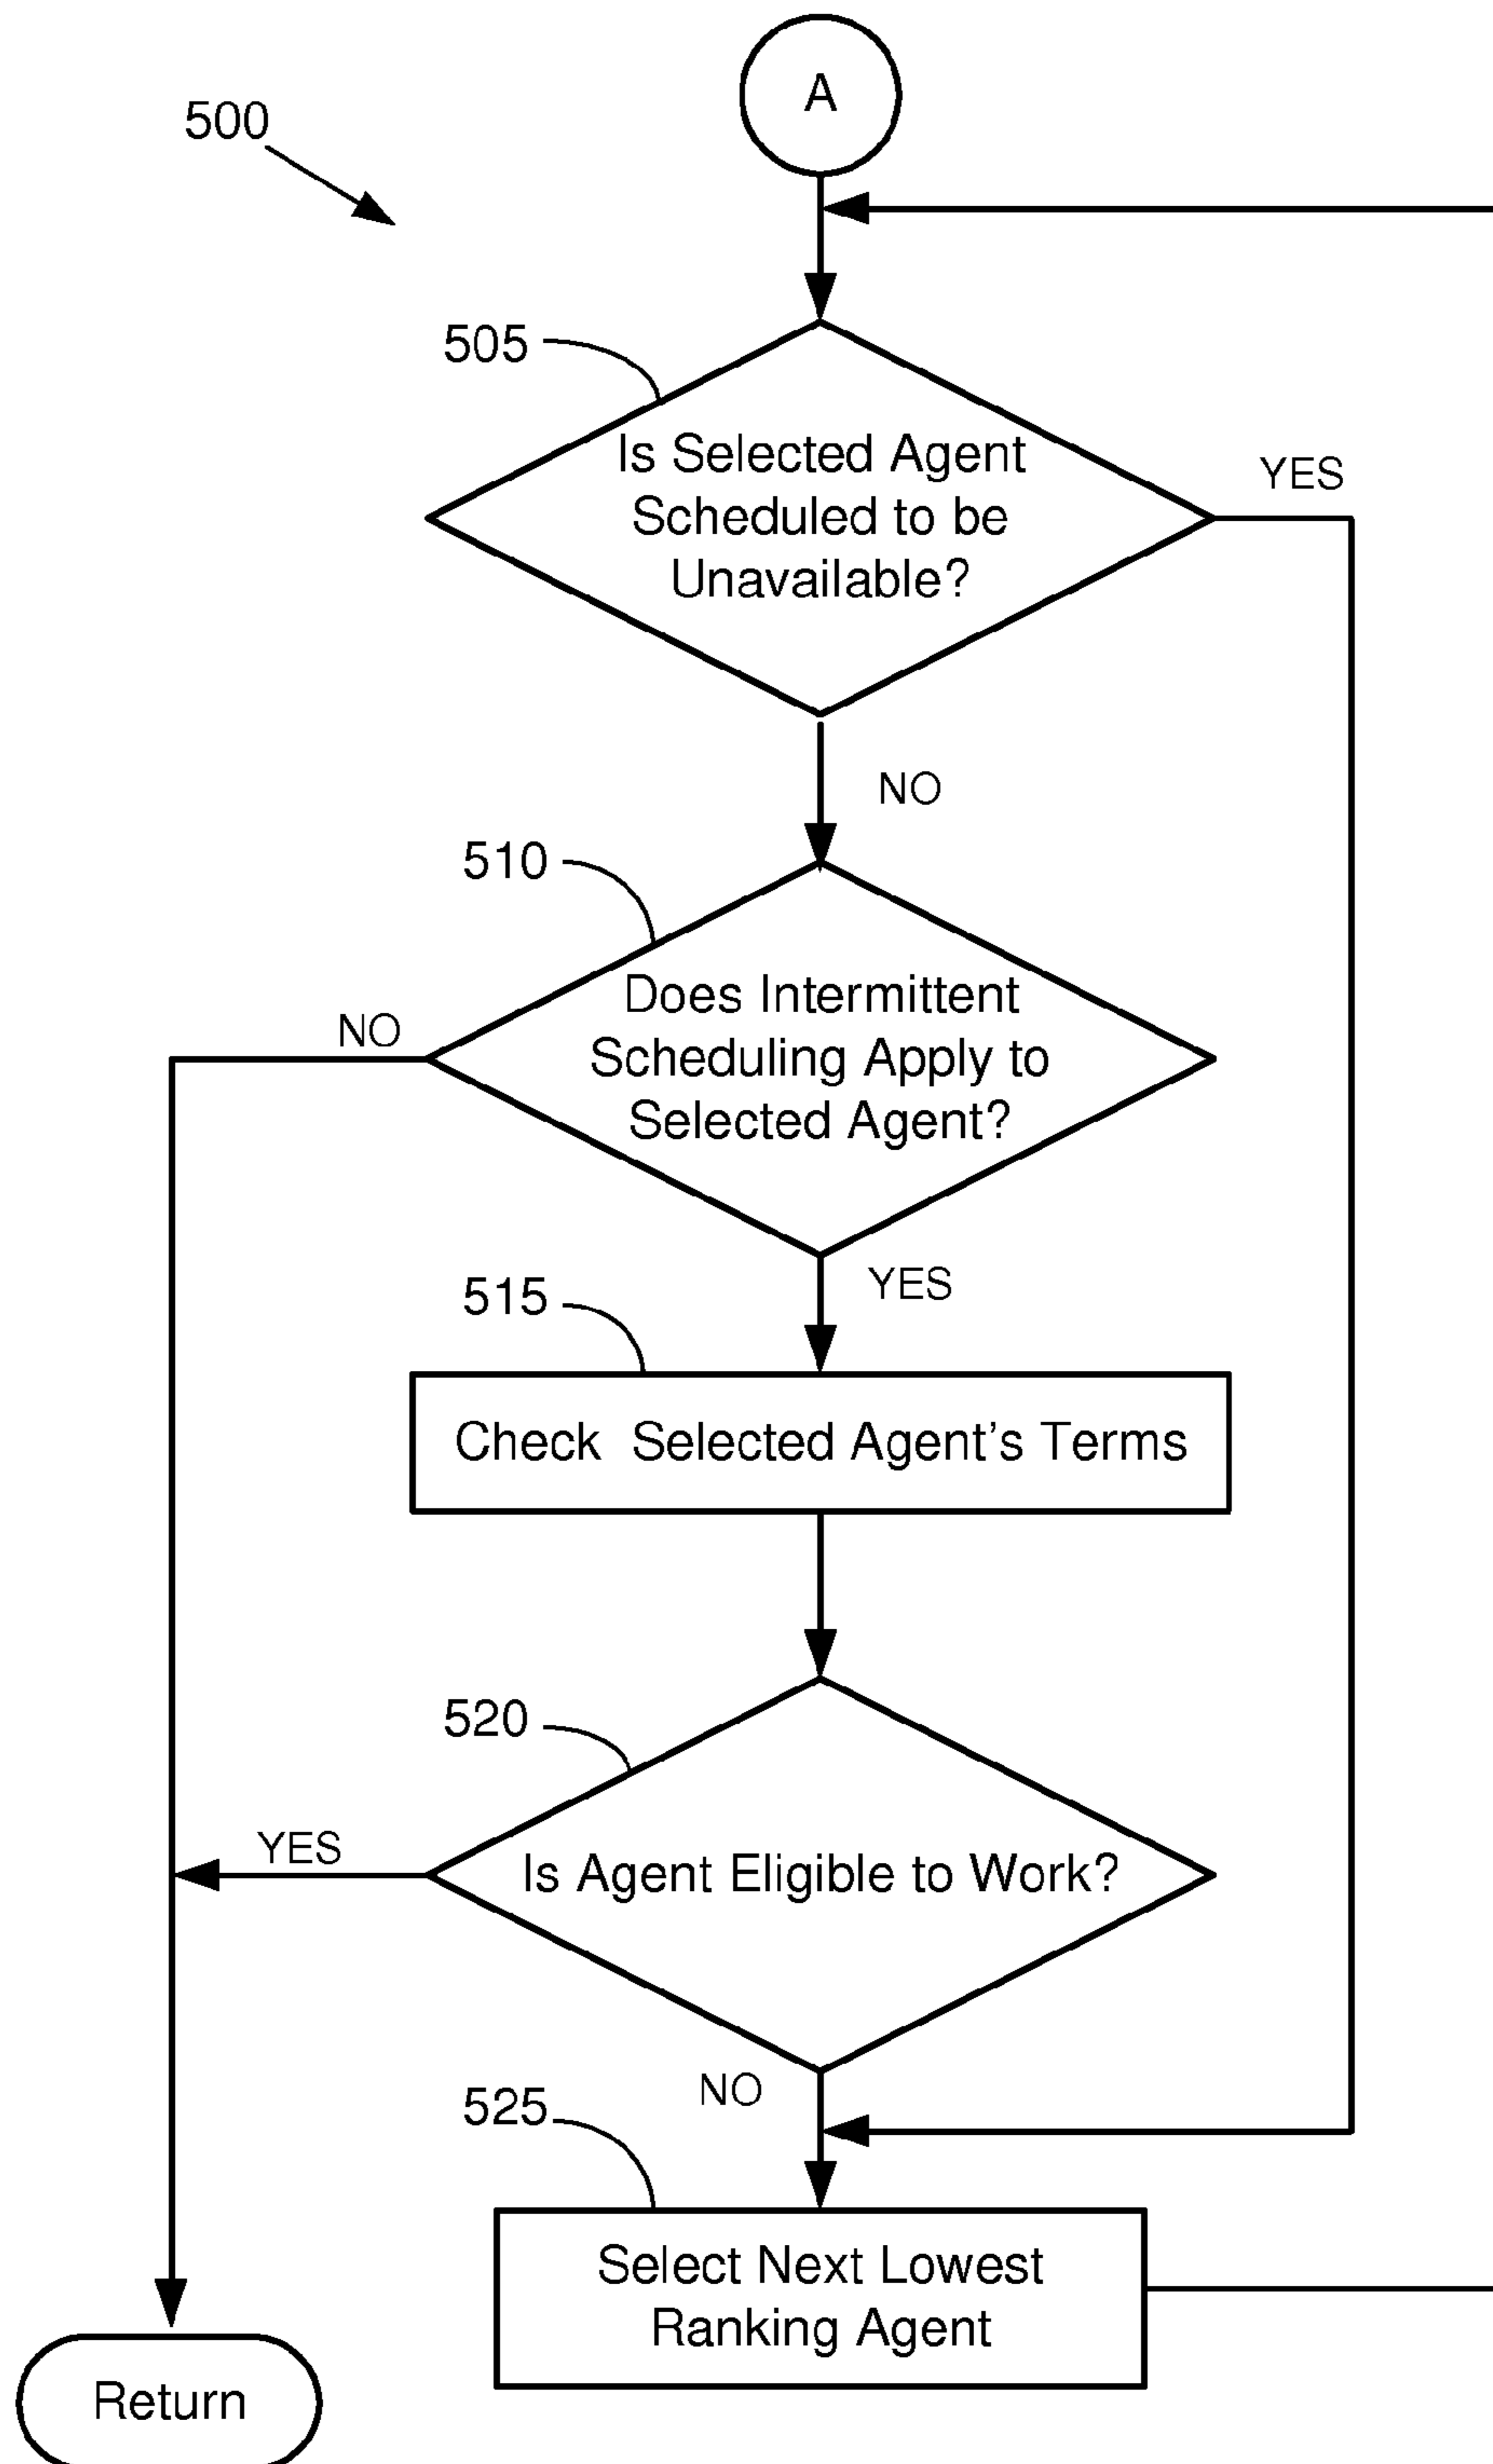 A
500
505
Is Selected Agent
Scheduled to be
Unavailable?
YES
NO
510
Does Intermittent
Scheduling Apply to
Selected Agent?
NO
YES
515
Check Selected Agent's Terms
520
Is Agent Eligible to Work?
YES
NO
525
Select Next Lowest
Ranking Agent
Return